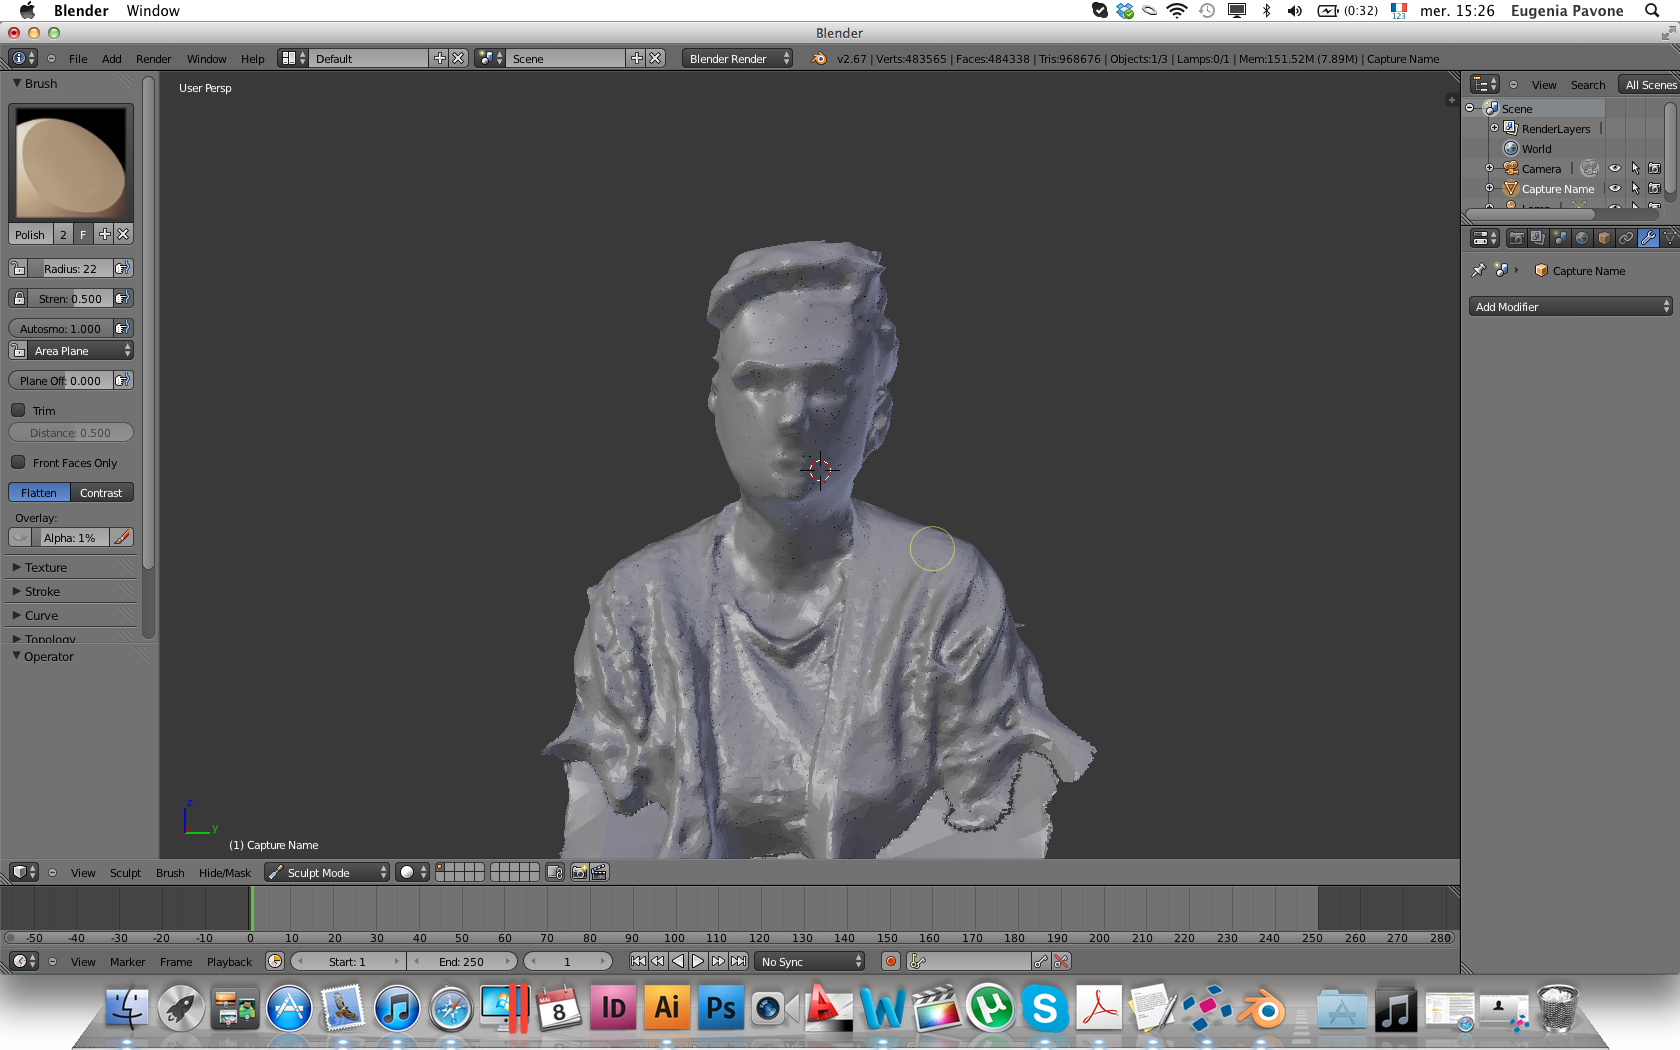 Blender Window (0:32) 123 mer. 15:26 Eugenia Pavone
Blender
File Add Render Window Help Default Scene Blender Render v2.67 | Verts:483565 | Faces:484338 | Tris:968676 | Objects:1/3 | Lamps:0/1 | Mem:151.52M (7.89M) | Capture Name
Brush
Polish 2 F
Radius: 22
Stren: 0.500
Autosmo: 1.000
Area Plane
Plane Off: 0.000
Trim
Distance: 0.500
Front Faces Only
Flatten Contrast
Overlay:
Alpha: 1%
Texture
Stroke
Curve
Topology
Operator
User Persp
z
y
(1) Capture Name
View Search All Scenes
Scene
RenderLayers
World
Camera
Capture Name
Capture Name
Add Modifier
View Sculpt Brush Hide/Mask Sculpt Mode
-50 -40 -30 -20 -10 0 10 20 30 40 50 60 70 80 90 100 110 120 130 140 150 160 170 180 190 200 210 220 230 240 250 260 270 280
View Marker Frame Playback Start: 1 End: 250 1 No Sync
MAI
8
Id Ai Ps W µ S